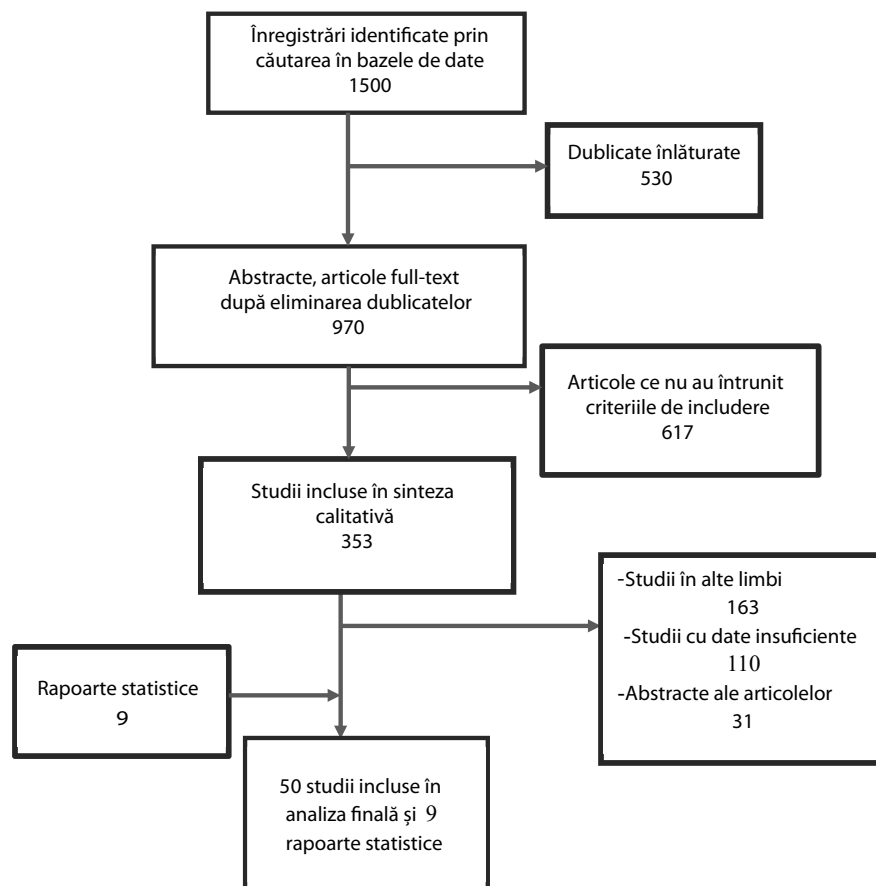 Înregistrări identificate prin
căutarea în bazele de date
1500
Dublicate înlăturate
530
Abstracte, articole full-text
după eliminarea dublicatelor
970
Articole ce nu au întrunit
criteriile de includere
617
Studii incluse în sinteza
calitativă
353
-Studii în alte limbi
163
-Studii cu date insuficiente
110
-Abstracte ale articolelor
31
Rapoarte statistice
9
50 studii incluse în
analiza finală și 9
rapoarte statistice